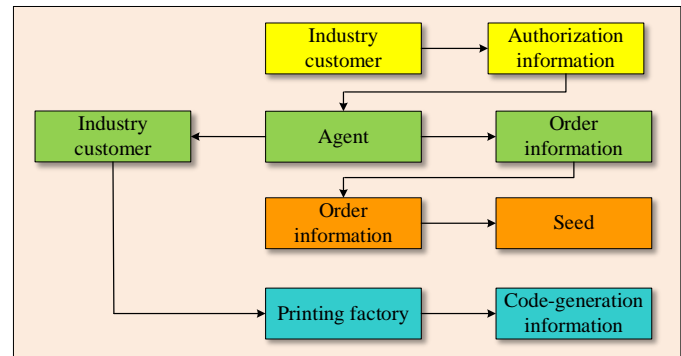 Industry
customer
Authorization
information
Industry
customer
Agent
Order
information
Order
information
Seed
Printing factory
Code-generation
information